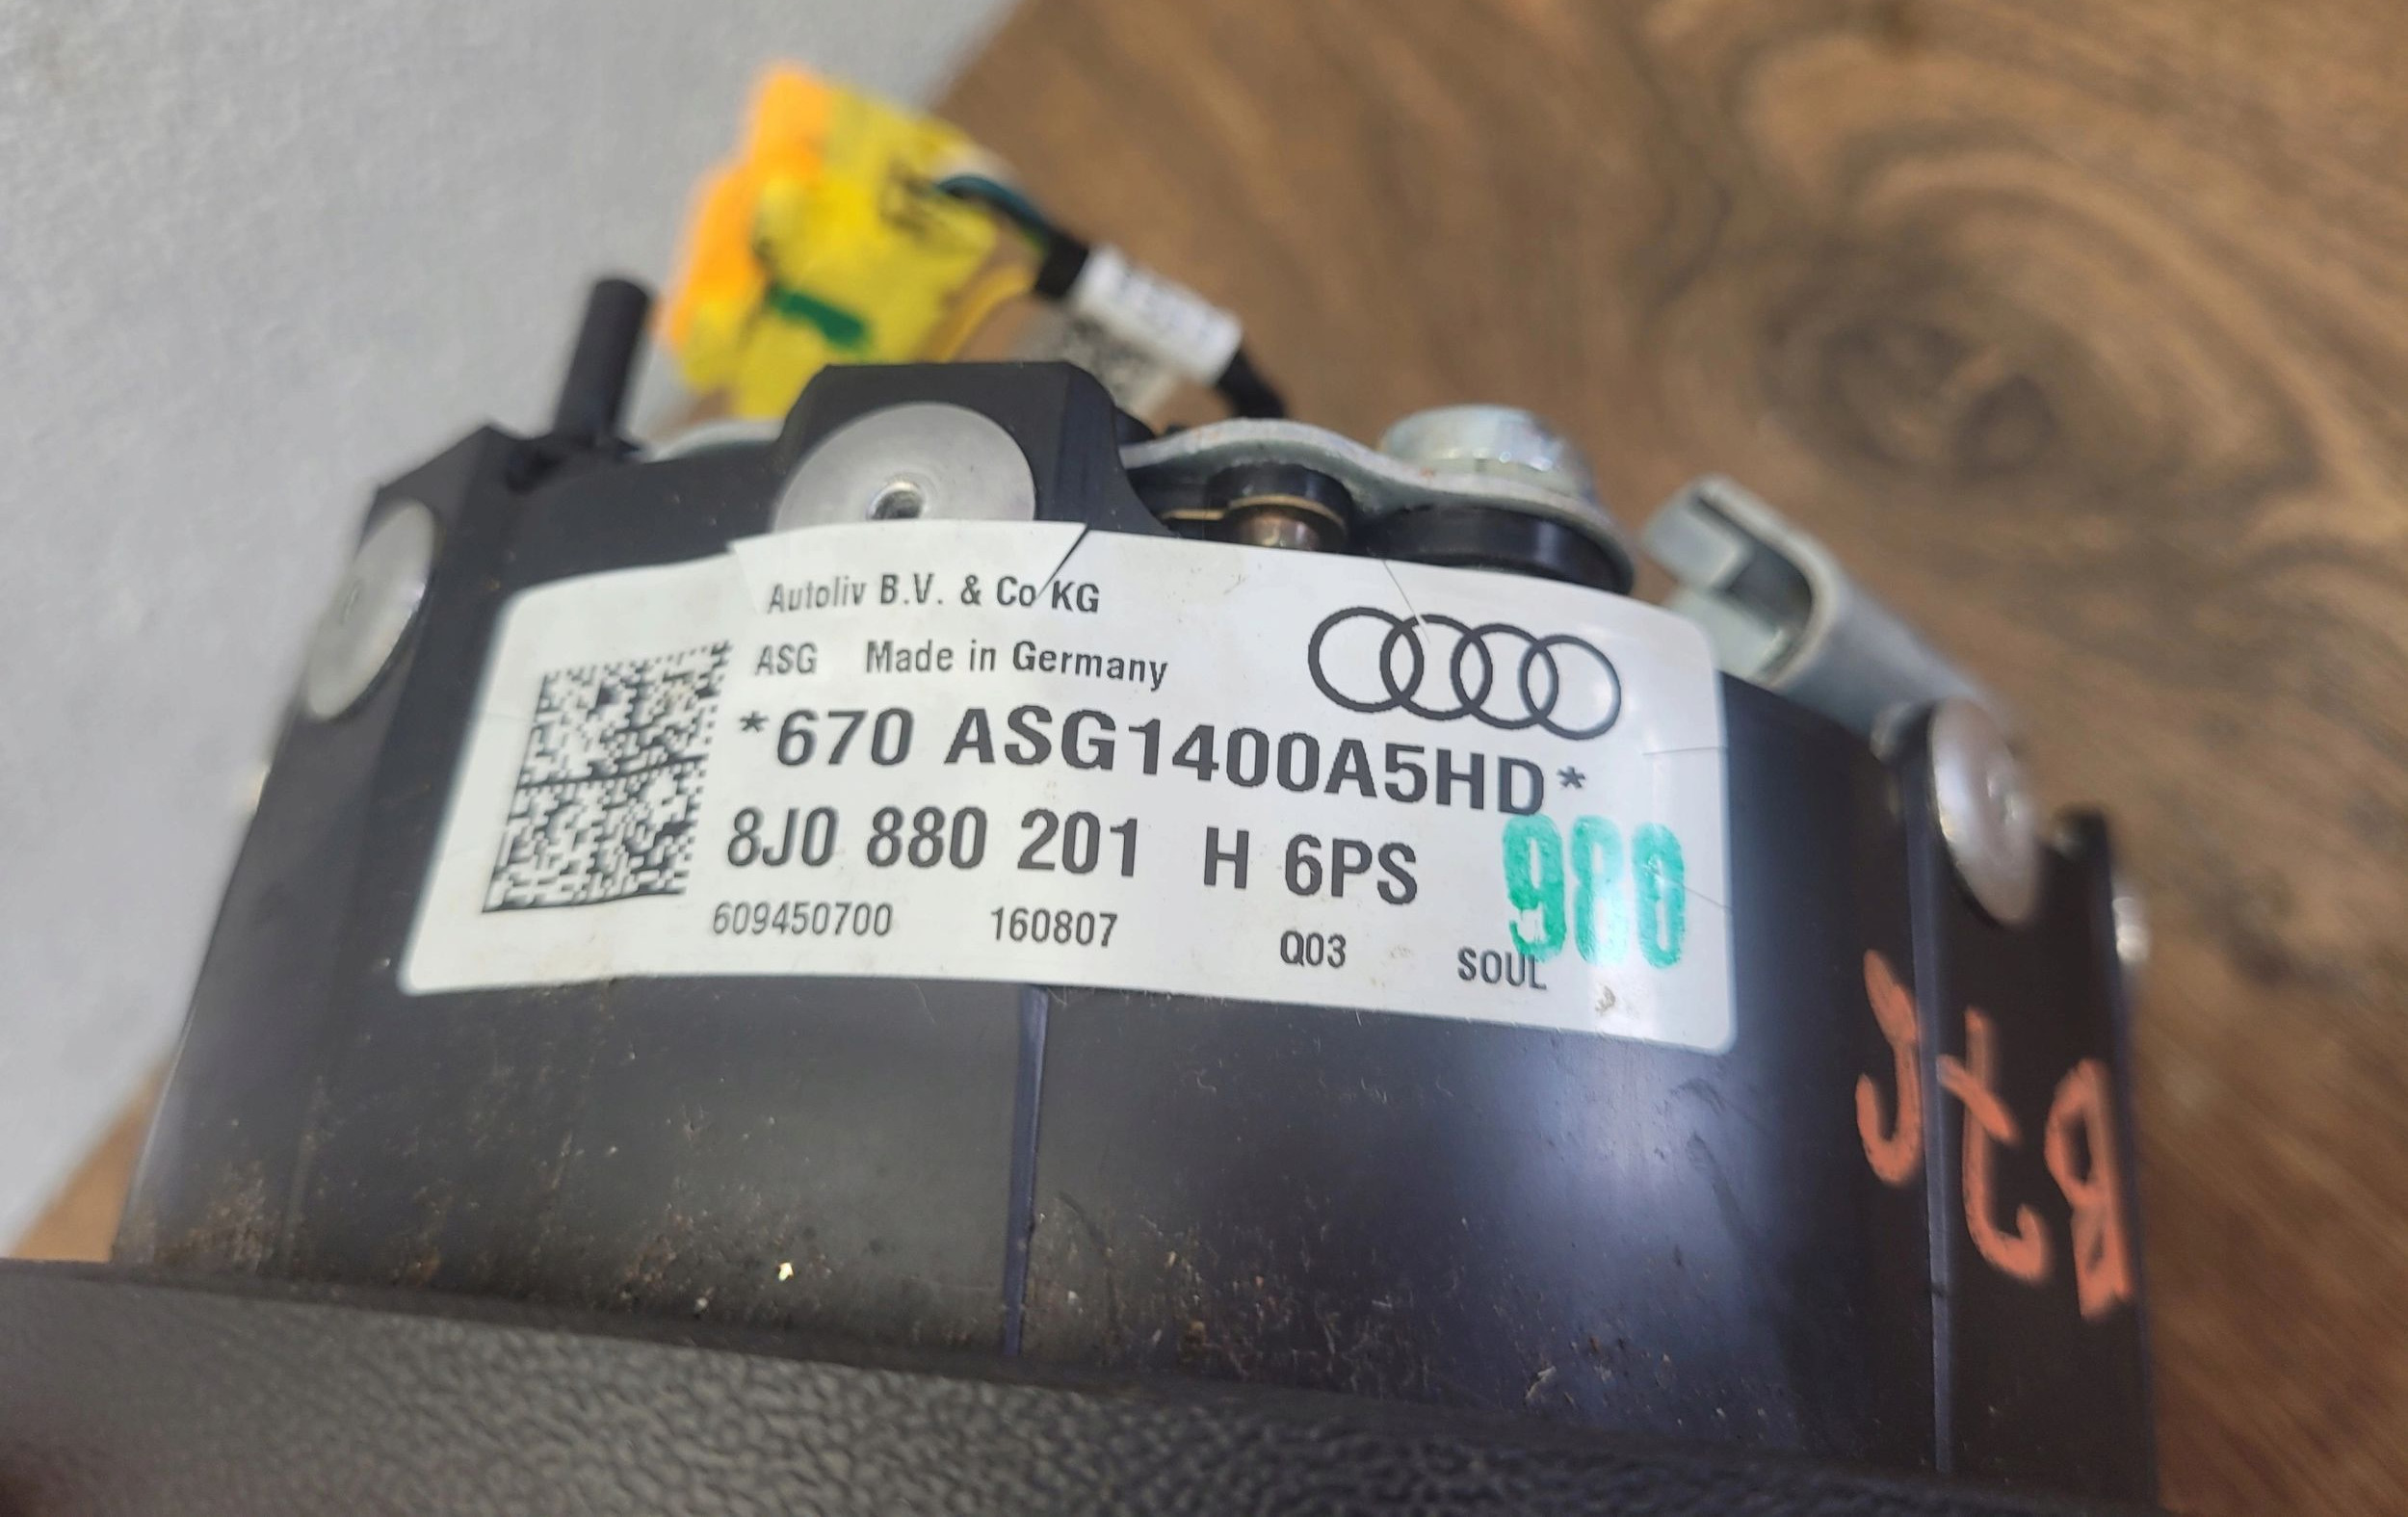 Autoliv B.V. & Co KG
ASG Made in Germany
*670 ASG1400A5HD*
8J0 880 201 H 6PS
980
609450700 160807 Q03 SOUL